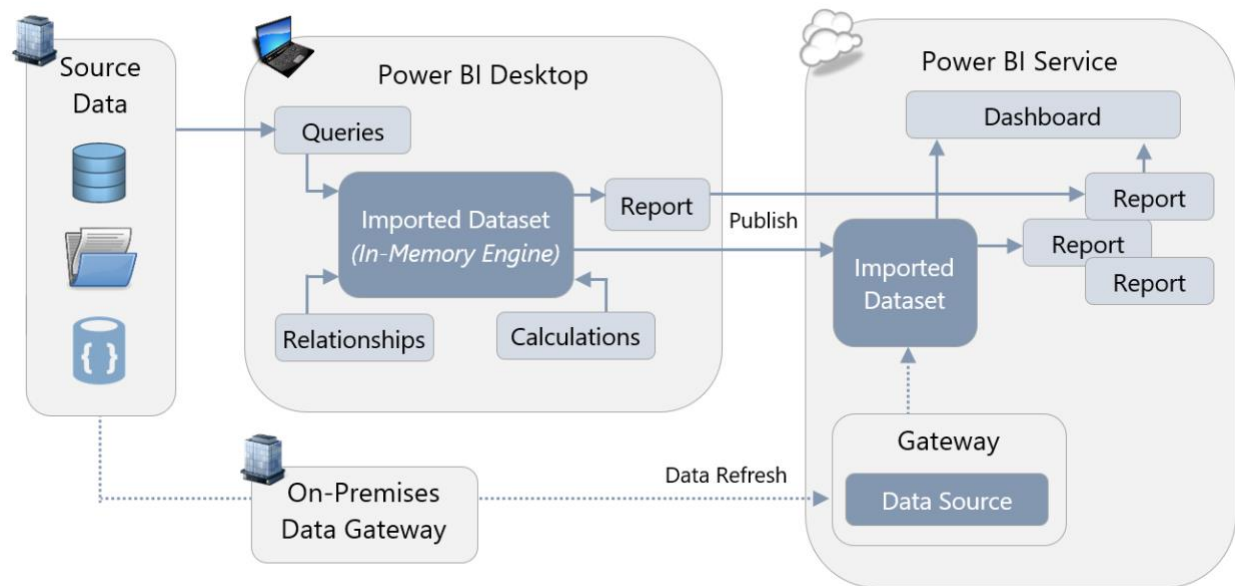 Source
Data
Power BI Desktop
Queries
Imported Dataset
(In-Memory Engine)
Report
Relationships
Calculations
Publish
Power BI Service
Dashboard
Report
Report
Report
Imported
Dataset
Gateway
Data Source
On-Premises
Data Gateway
Data Refresh
{ }